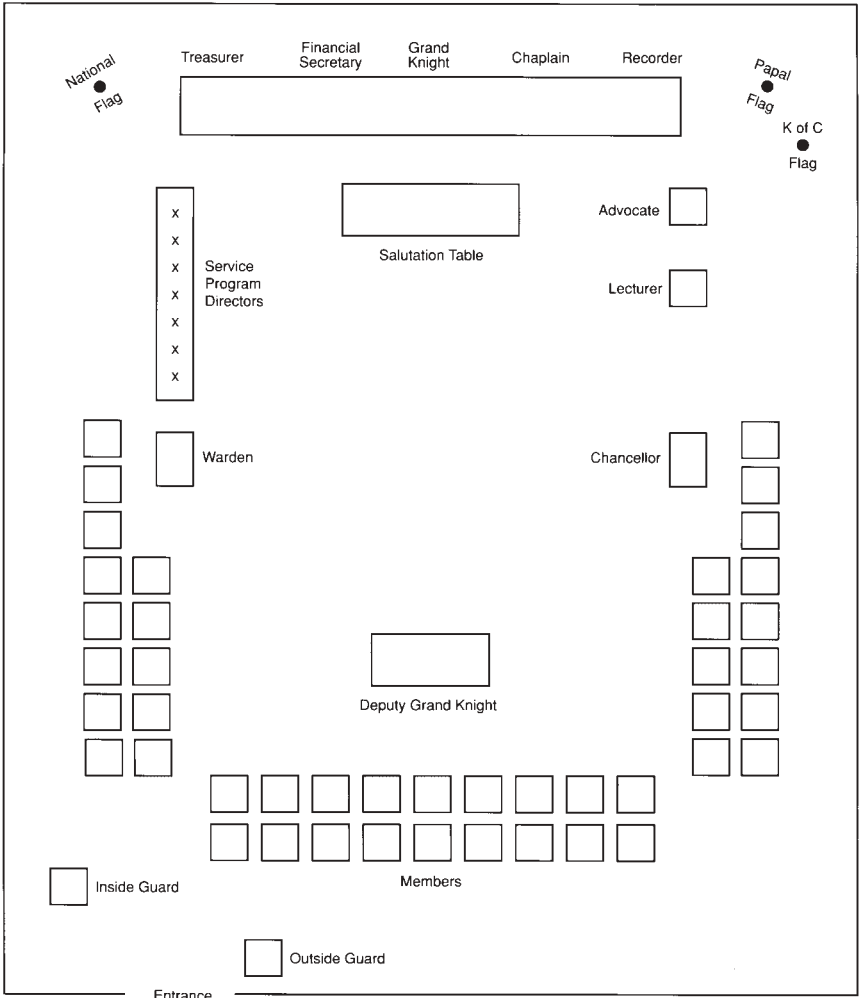 National
Flag
Treasurer
Financial
Secretary
Grand
Knight
Chaplain
Recorder
Papal
Flag
K of C
Flag
Salutation Table
Advocate
Lecturer
x
x
x
x
x
x
x
Service
Program
Directors
Warden
Chancellor
Deputy Grand Knight
Members
Inside Guard
Outside Guard
Entrance